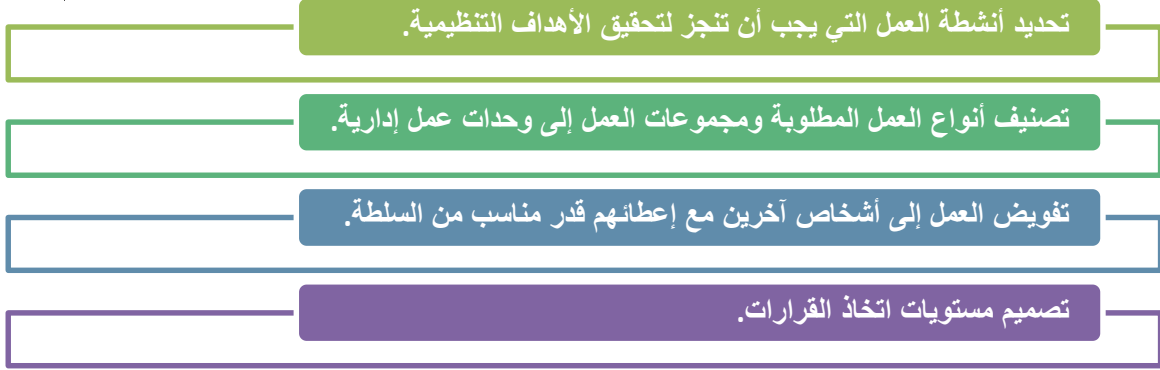 تحديد أنشطة العمل التي يجب أن تنجز لتحقيق الأهداف التنظيمية.
تصنيف أنواع العمل المطلوبة ومجموعات العمل إلى وحدات عمل إدارية.
تفويض العمل إلى أشخاص آخرين مع إعطائهم قدر مناسب من السلطة.
تصميم مستويات اتخاذ القرارات.